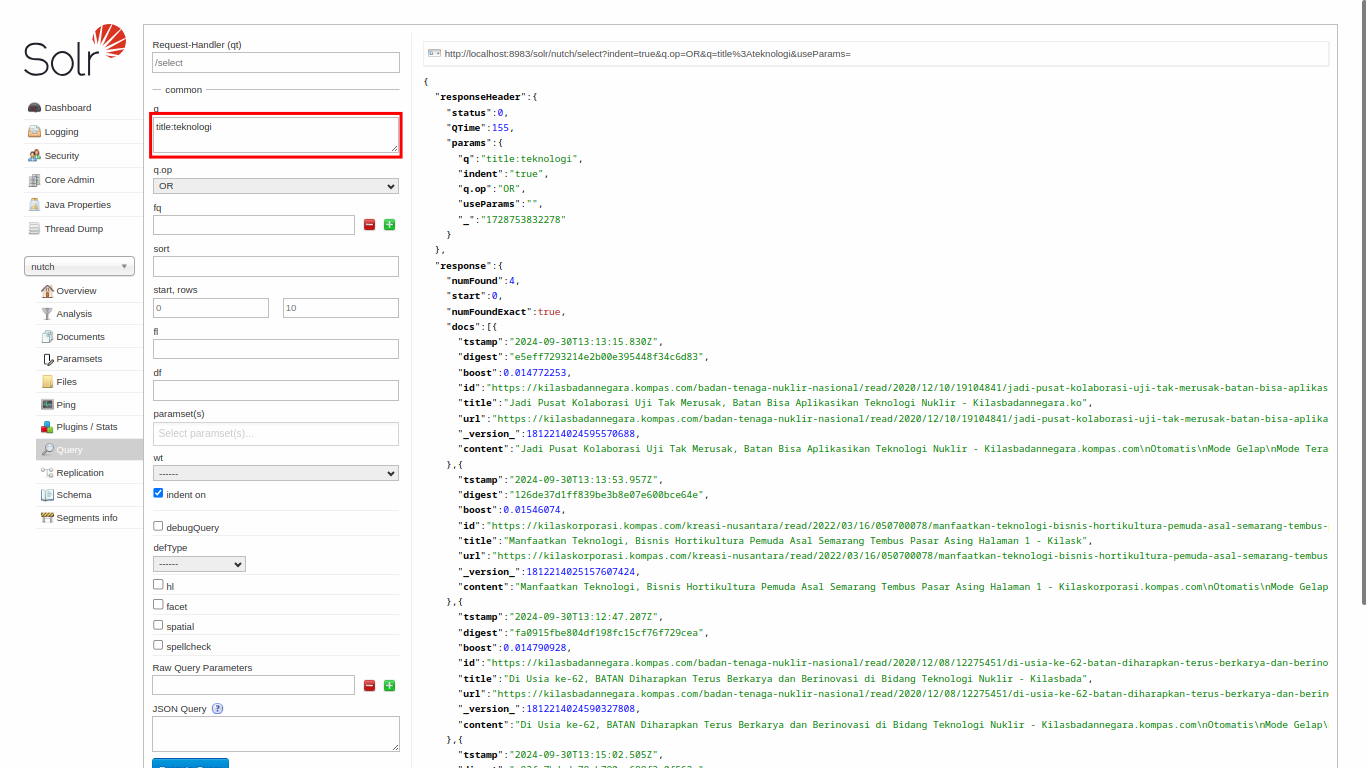 Solr
Dashboard
Logging
Security
Core Admin
Java Properties
Thread Dump
nutch
Overview
Analysis
Documents
Paramsets
Files
Ping
Plugins / Stats
Query
Replication
Schema
Segments info
Request-Handler (qt)
/select
common
q
title:teknologi
q.op
OR
fq
sort
start, rows
0 10
fl
df
paramset(s)
Select paramset(s)...
wt
------
indent on
debugQuery
defType
------
hl
facet
spatial
spellcheck
Raw Query Parameters
JSON Query ?
http://localhost:8983/solr/nutch/select?indent=true&q.op=OR&q=title%3Ateknologi&useParams=
{
"responseHeader":{
"status":0,
"QTime":155,
"params":{
"q":"title:teknologi",
"indent":"true",
"q.op":"OR",
"useParams":"",
"_":"1728753832278"
}
},
"response":{
"numFound":4,
"start":0,
"numFoundExact":true,
"docs":[{
"tstamp":"2024-09-30T13:13:15.830Z",
"digest":"e5eff7293214e2b00e395448f34c6d83",
"boost":0.014772253,
"id":"https://kilasbadannegara.kompas.com/badan-tenaga-nuklir-nasional/read/2020/12/10/19104841/jadi-pusat-kolaborasi-uji-tak-merusak-batan-bisa-aplikas
"title":"Jadi Pusat Kolaborasi Uji Tak Merusak, Batan Bisa Aplikasikan Teknologi Nuklir - Kilasbadannegara.ko",
"url":"https://kilasbadannegara.kompas.com/badan-tenaga-nuklir-nasional/read/2020/12/10/19104841/jadi-pusat-kolaborasi-uji-tak-merusak-batan-bisa-aplika
"_version_":1812214024595570688,
"content":"Jadi Pusat Kolaborasi Uji Tak Merusak, Batan Bisa Aplikasikan Teknologi Nuklir - Kilasbadannegara.kompas.com\nOtomatis\nMode Gelap\nMode Tera
},{
"tstamp":"2024-09-30T13:13:53.957Z",
"digest":"126de37d1ff839be3b8e07e600bce64e",
"boost":0.01546074,
"id":"https://kilaskorporasi.kompas.com/kreasi-nusantara/read/2022/03/16/050700078/manfaatkan-teknologi-bisnis-hortikultura-pemuda-asal-semarang-tembus-
"title":"Manfaatkan Teknologi, Bisnis Hortikultura Pemuda Asal Semarang Tembus Pasar Asing Halaman 1 - Kilask",
"url":"https://kilaskorporasi.kompas.com/kreasi-nusantara/read/2022/03/16/050700078/manfaatkan-teknologi-bisnis-hortikultura-pemuda-asal-semarang-tembus
"_version_":1812214025157607424,
"content":"Manfaatkan Teknologi, Bisnis Hortikultura Pemuda Asal Semarang Tembus Pasar Asing Halaman 1 - Kilaskorporasi.kompas.com\nOtomatis\nMode Gelap
},{
"tstamp":"2024-09-30T13:12:47.207Z",
"digest":"fa0915fbe804df198fc15cf76f729cea",
"boost":0.014790928,
"id":"https://kilasbadannegara.kompas.com/badan-tenaga-nuklir-nasional/read/2020/12/08/12275451/di-usia-ke-62-batan-diharapkan-terus-berkarya-dan-berino
"title":"Di Usia ke-62, BATAN Diharapkan Terus Berkarya dan Berinovasi di Bidang Teknologi Nuklir - Kilasbada",
"url":"https://kilasbadannegara.kompas.com/badan-tenaga-nuklir-nasional/read/2020/12/08/12275451/di-usia-ke-62-batan-diharapkan-terus-berkarya-dan-berin
"_version_":1812214024590327808,
"content":"Di Usia ke-62, BATAN Diharapkan Terus Berkarya dan Berinovasi di Bidang Teknologi Nuklir - Kilasbadannegara.kompas.com\nOtomatis\nMode Gelap\
},{
"tstamp":"2024-09-30T13:15:02.505Z",